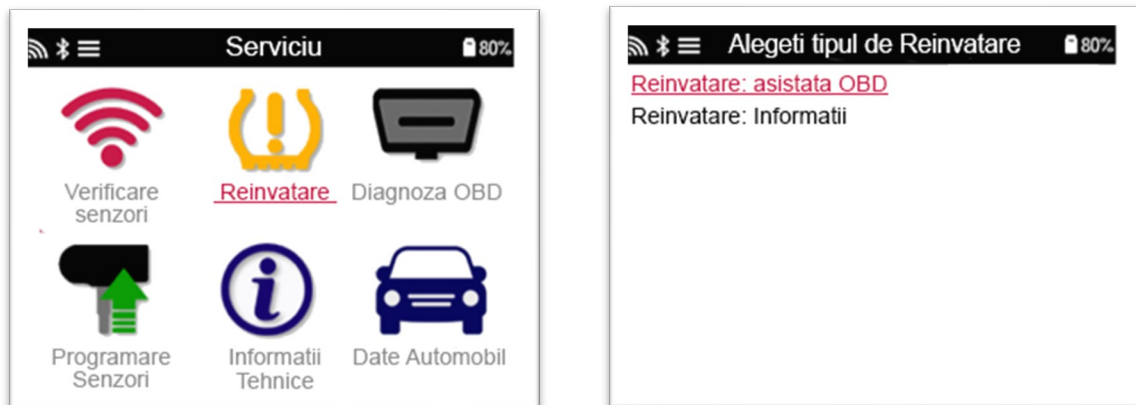 Serviciu
80%
Verificare
senzori
Reinvatare
Diagnoza OBD
Programare
Senzori
Informatii
Tehnice
Date Automobil
Alegeti tipul de Reinvatare
80%
Reinvatare: asistata OBD
Reinvatare: Informatii